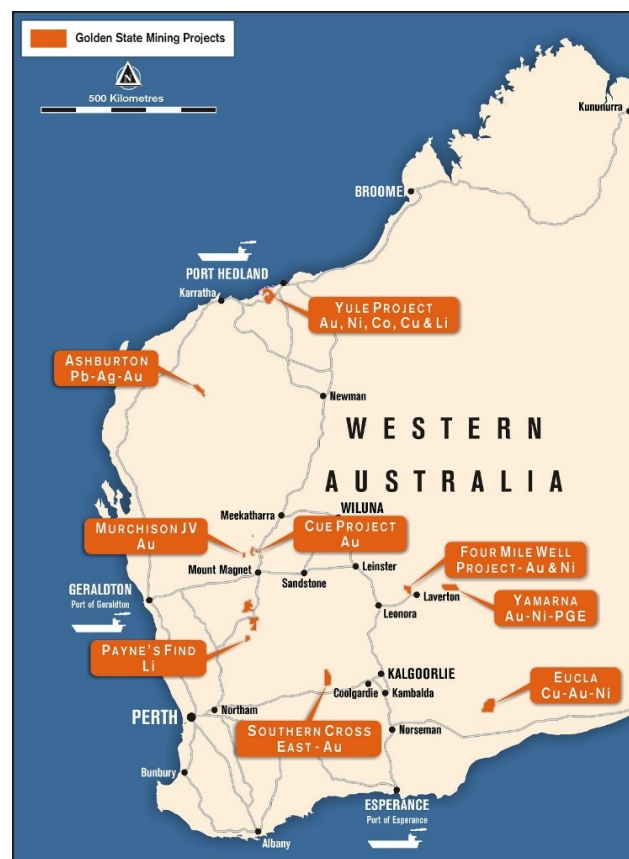 Golden State Mining Projects
N
500 Kilometres
Kununurra
BROOME
PORT HEDLAND
Karratha
YULE PROJECT
Au, Ni, Co, Cu & Li
ASHBURTON
Pb-Ag-Au
Newman
WESTERN
AUSTRALIA
Meekatharra
WILUNA
MURCHISON JV
Au
CUE PROJECT
Au
FOUR MILE WELL
PROJECT - Au & Ni
Mount Magnet
Sandstone
Leinster
GERALDTON
Port of Geraldton
Leonora
Laverton
YAMARNA
Au-Ni-PGE
PAYNE'S FIND
Li
KALGOORLIE
Coolgardie
Kambalda
EUCLA
Cu-Au-Ni
Northam
PERTH
SOUTHERN CROSS
EAST - Au
Norseman
Bunbury
ESPERANCE
Port of Esperance
Albany